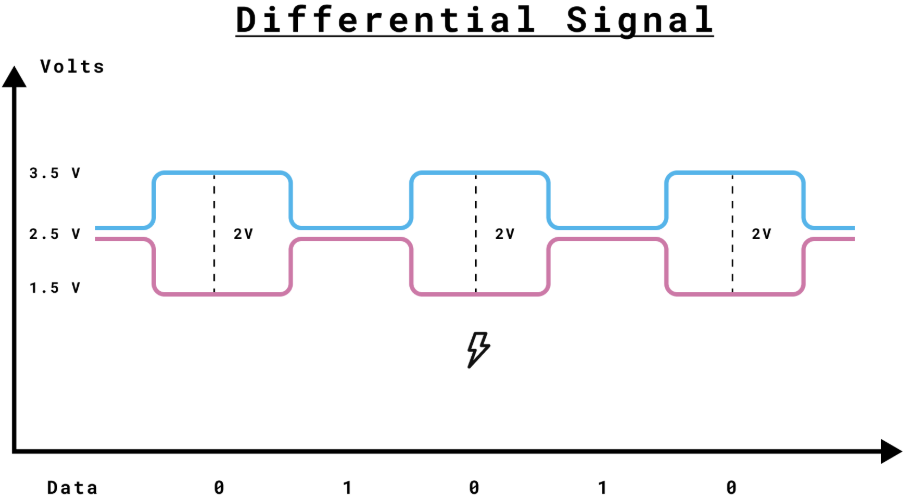 Differential Signal
Volts
3.5 V
2.5 V
2V
2V
2V
1.5 V
Data 0 1 0 1 0